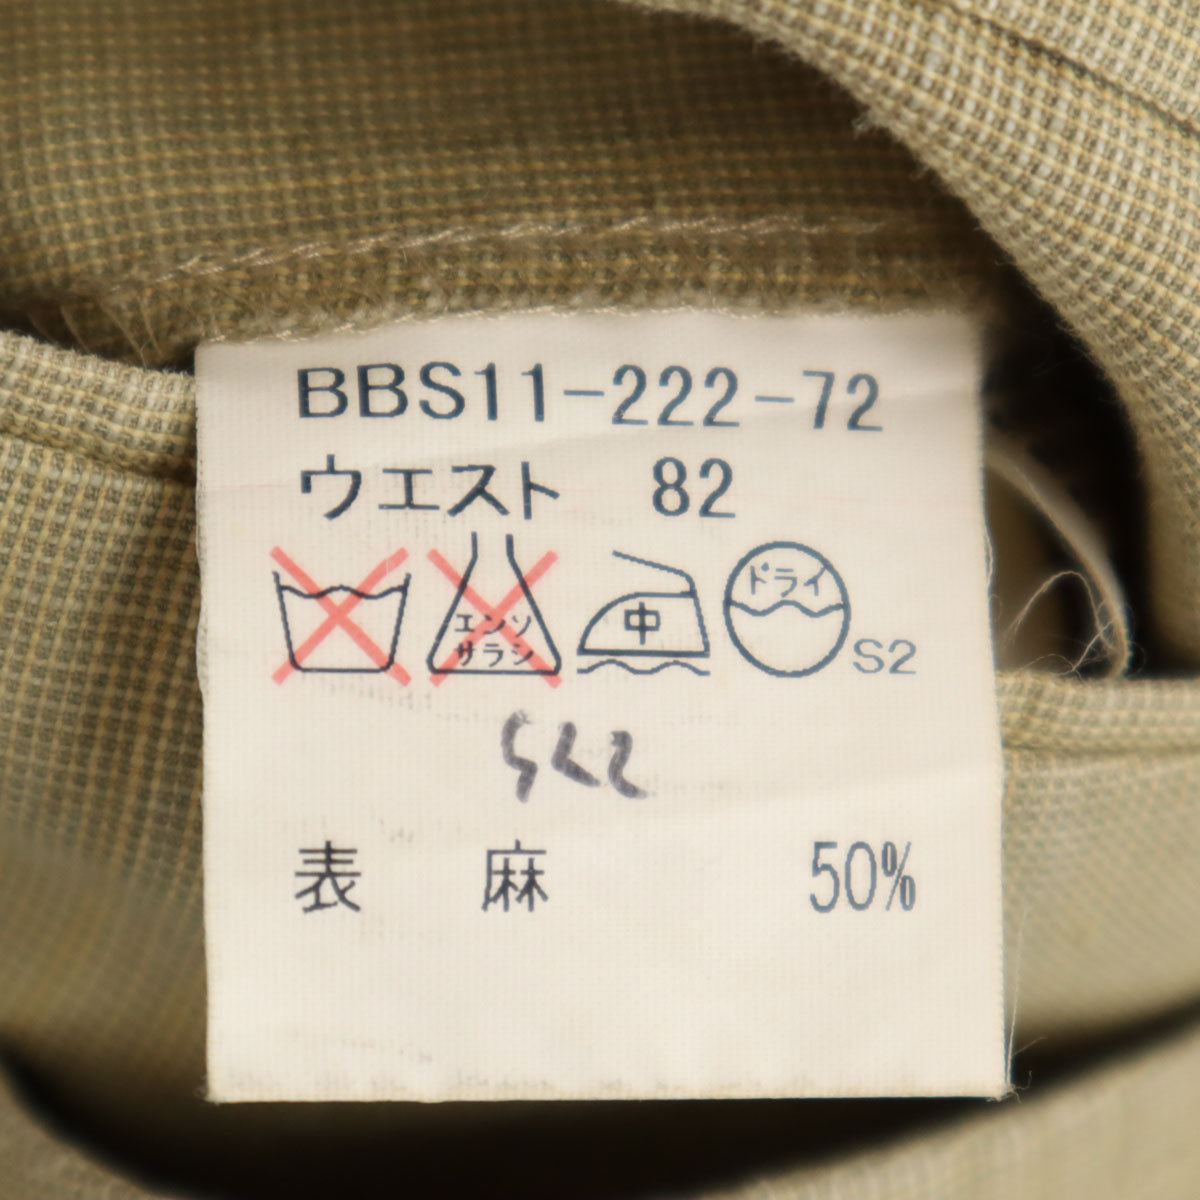 BBS11-222-72
ウエスト 82
エンソ
サラシ
中
ドライ
S2
表 麻 50%